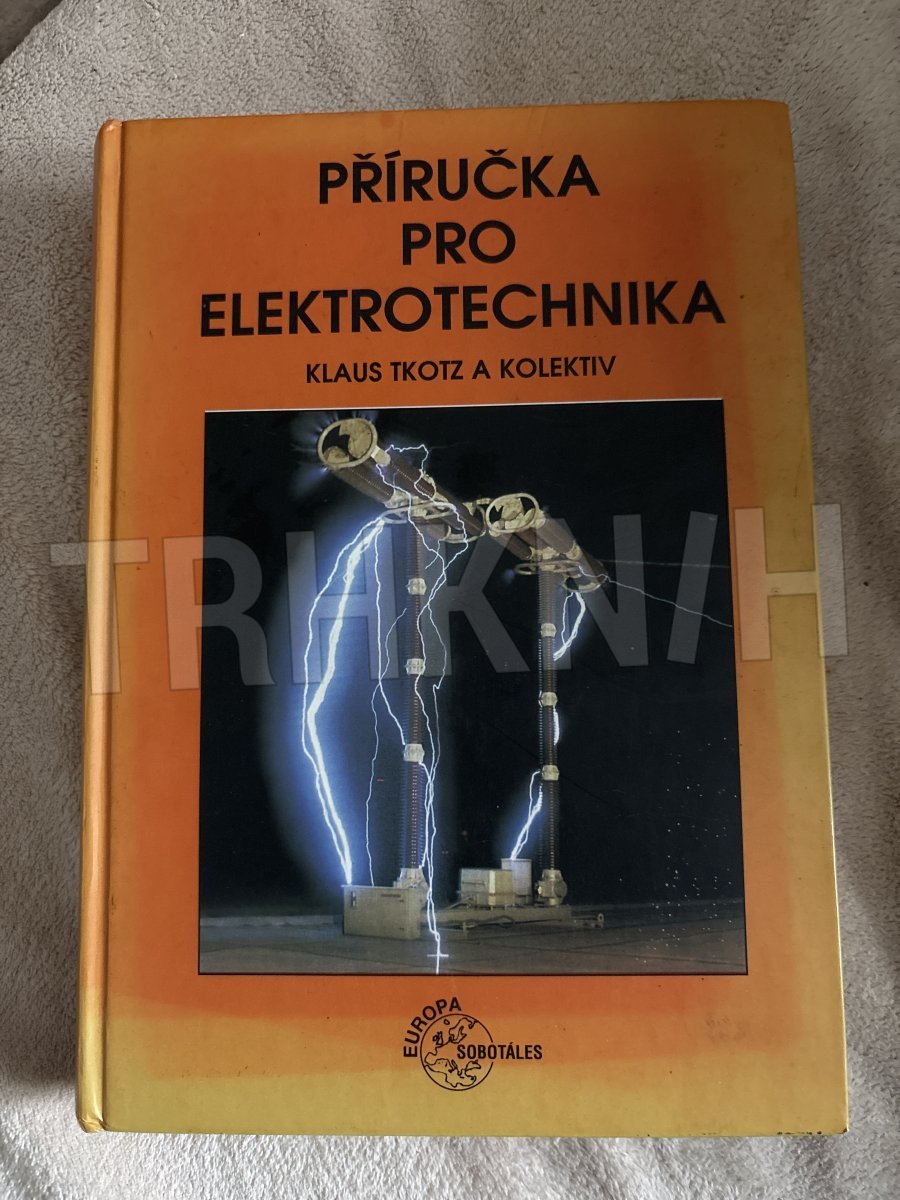 PŘÍRUČKA
PRO
ELEKTROTECHNIKA
KLAUS TKOTZ A KOLEKTIV
TRHKNIH
EUROPA
SOBOTÁLES